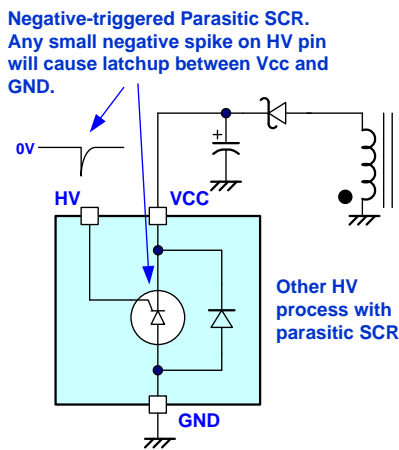 Negative-triggered Parasitic SCR.
Any small negative spike on HV pin
will cause latchup between Vcc and
GND.
+
0V
HV
VCC
Other HV
process with
parasitic SCR
GND